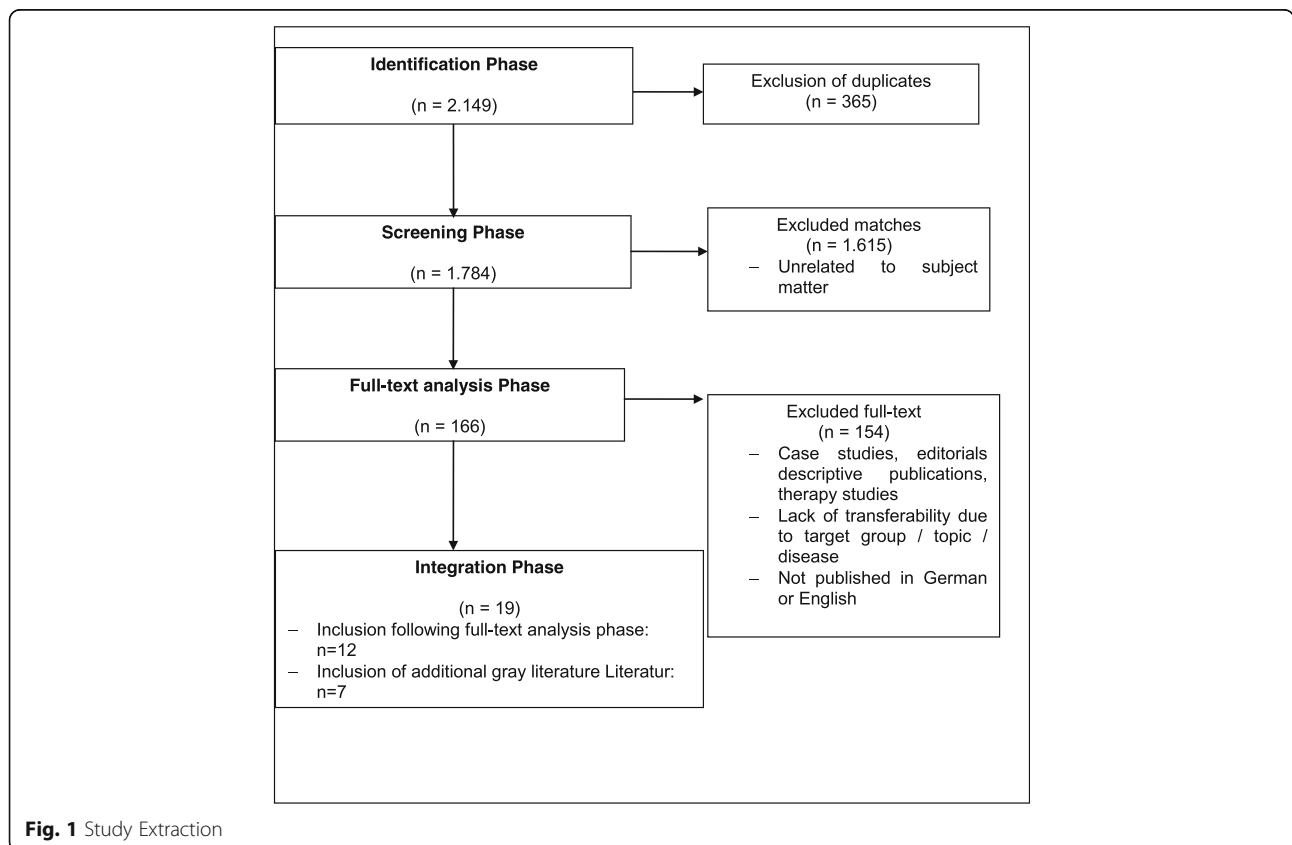 Identification Phase
(n = 2.149)
Exclusion of duplicates
(n = 365)
Screening Phase
(n = 1.784)
Excluded matches
(n = 1.615)
– Unrelated to subject
matter
Full-text analysis Phase
(n = 166)
Excluded full-text
(n = 154)
– Case studies, editorials
descriptive publications,
therapy studies
– Lack of transferability due
to target group / topic /
disease
– Not published in German
or English
Integration Phase
(n = 19)
– Inclusion following full-text analysis phase:
n=12
– Inclusion of additional gray literature Literatur:
n=7
Fig. 1 Study Extraction